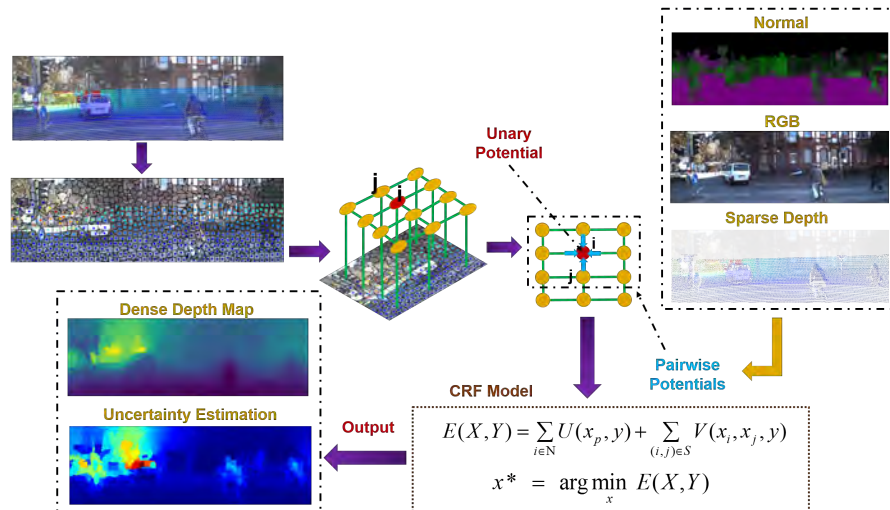 Normal
RGB
Sparse Depth
Unary
Potential
j
i
i
j
Pairwise
Potentials
Dense Depth Map
Uncertainty Estimation
Output
CRF Model
E(X,Y) = ∑_{i∈N} U(x_p, y) + ∑_{(i,j)∈S} V(x_i, x_j, y)
x* = arg min_x E(X,Y)